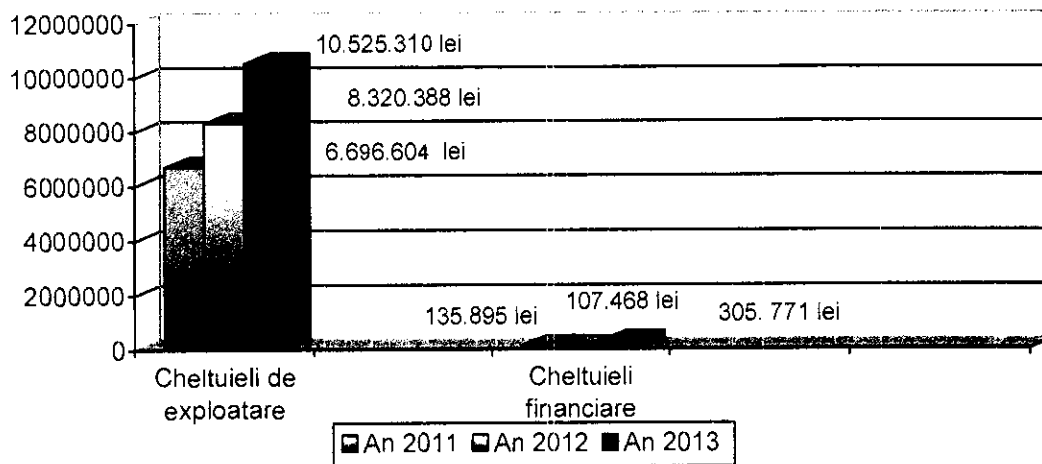 12000000
10000000
8000000
6000000
4000000
2000000
0
10.525.310 lei
8.320.388 lei
6.696.604 lei
135.895 lei
107.468 lei
305. 771 lei
Cheltuieli de
exploatare
Cheltuieli
financiare
An 2011 An 2012 An 2013